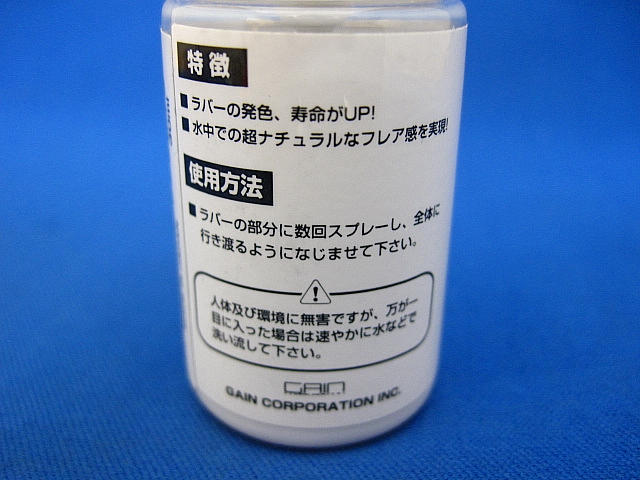 特徴
■ラバーの発色、寿命がUP!
■水中での超ナチュラルなフレア感を実現!
使用方法
■ラバーの部分に数回スプレーし、全体に
行き渡るようになじませて下さい。
人体及び環境に無害ですが、万が一
目に入った場合は速やかに水などで
洗い流して下さい。
GAIN
GAIN CORPORATION INC.